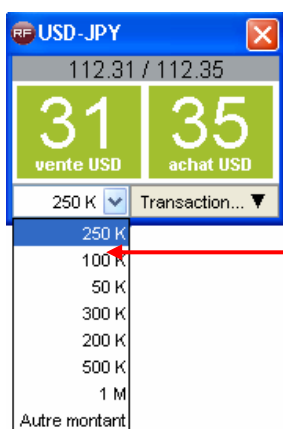 RF USD-JPY
112.31 / 112.35
31 35
vente USD achat USD
250 K Transaction...
250 K
100 K
50 K
300 K
200 K
500 K
1 M
Autre montant